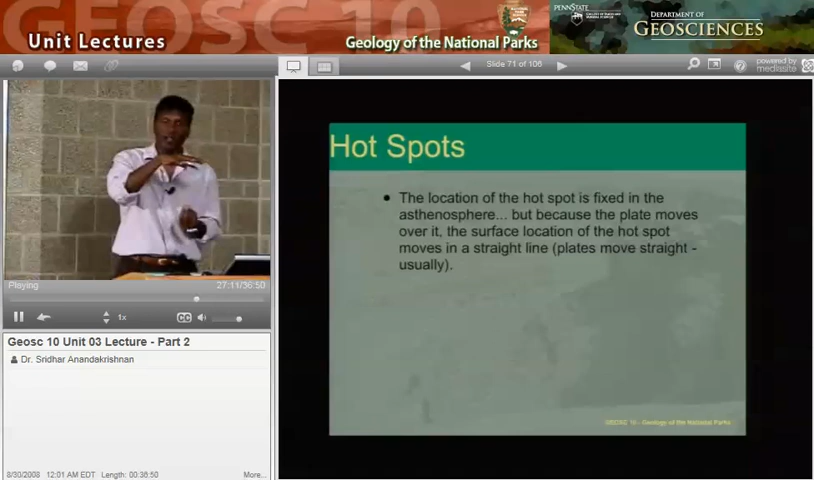 GEOSC 10
Unit Lectures
Geology of the National Parks
PENNSTATE
DEPARTMENT OF
GEOSCIENCES
Slide 71 of 106
powered by
mediasite
Hot Spots
• The location of the hot spot is fixed in the
asthenosphere... but because the plate moves
over it, the surface location of the hot spot
moves in a straight line (plates move straight -
usually).
GEOSC 10 - Geology of the National Parks
Playing
27:11/36:50
1x
CC
Geosc 10 Unit 03 Lecture - Part 2
Dr. Sridhar Anandakrishnan
8/30/2008 12:01 AM EDT Length: 00:36:50
More...